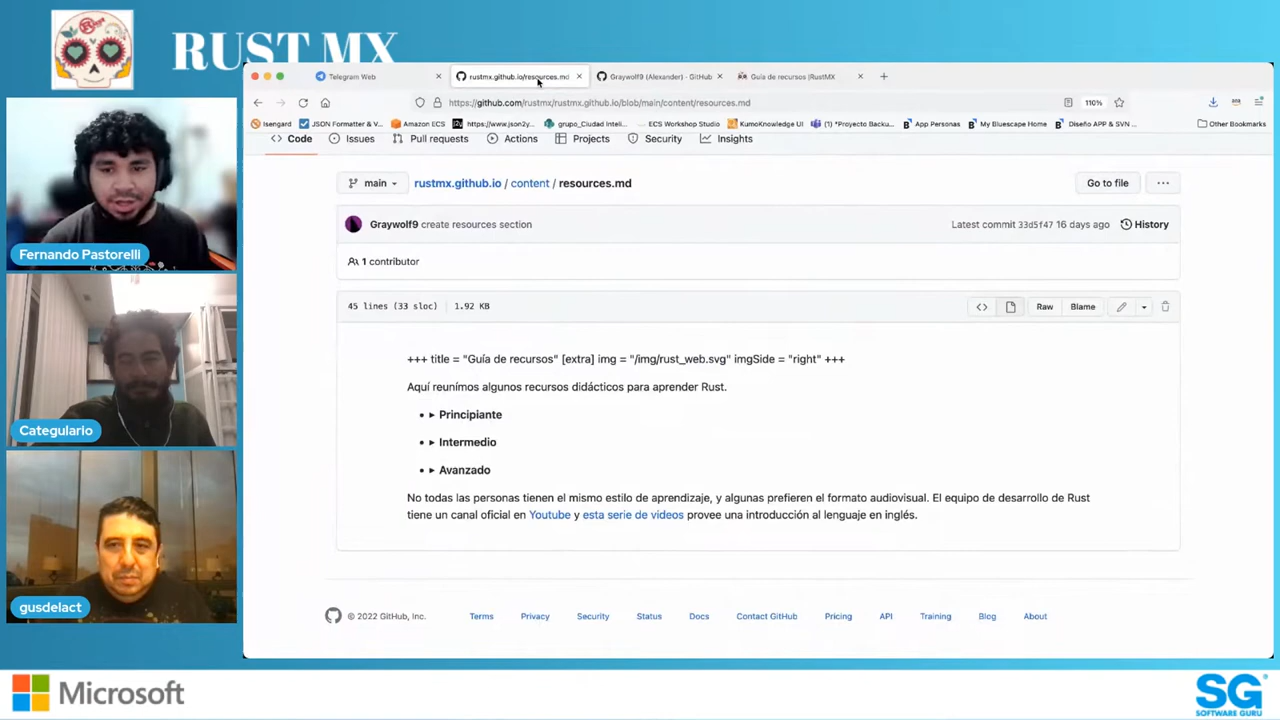 RUST MX
Telegram Web
rustmx.github.io/resources.md
Graywolf9 (Alexander) · GitHub
Guía de recursos |RustMX
https://github.com/rustmx/rustmx.github.io/blob/main/content/resources.md
110%
Isengard
JSON Formatter & V...
Amazon ECS
https://www.json2y...
grupo_Ciudad Inteli...
ECS Workshop Studio
KumoKnowledge UI
(1) *Proyecto Backu...
App Personas
My Bluescape Home
Diseño APP & SVN ...
Other Bookmarks
Code
Issues
Pull requests
Actions
Projects
Security
Insights
main
rustmx.github.io / content / resources.md
Go to file
Graywolf9 create resources section
Latest commit 33d5f47 16 days ago
History
1 contributor
45 lines (33 sloc)
1.92 KB
Raw
Blame
+++ title = "Guía de recursos" [extra] img = "/img/rust_web.svg" imgSide = "right" +++
Aquí reunímos algunos recursos didácticos para aprender Rust.
Principiante
Intermedio
Avanzado
No todas las personas tienen el mismo estilo de aprendizaje, y algunas prefieren el formato audiovisual. El equipo de desarrollo de Rust
tiene un canal oficial en Youtube y esta serie de videos provee una introducción al lenguaje en inglés.
© 2022 GitHub, Inc.
Terms
Privacy
Security
Status
Docs
Contact GitHub
Pricing
API
Training
Blog
About
Fernando Pastorelli
Categulario
gusdelact
Microsoft
SG
SOFTWARE GURU